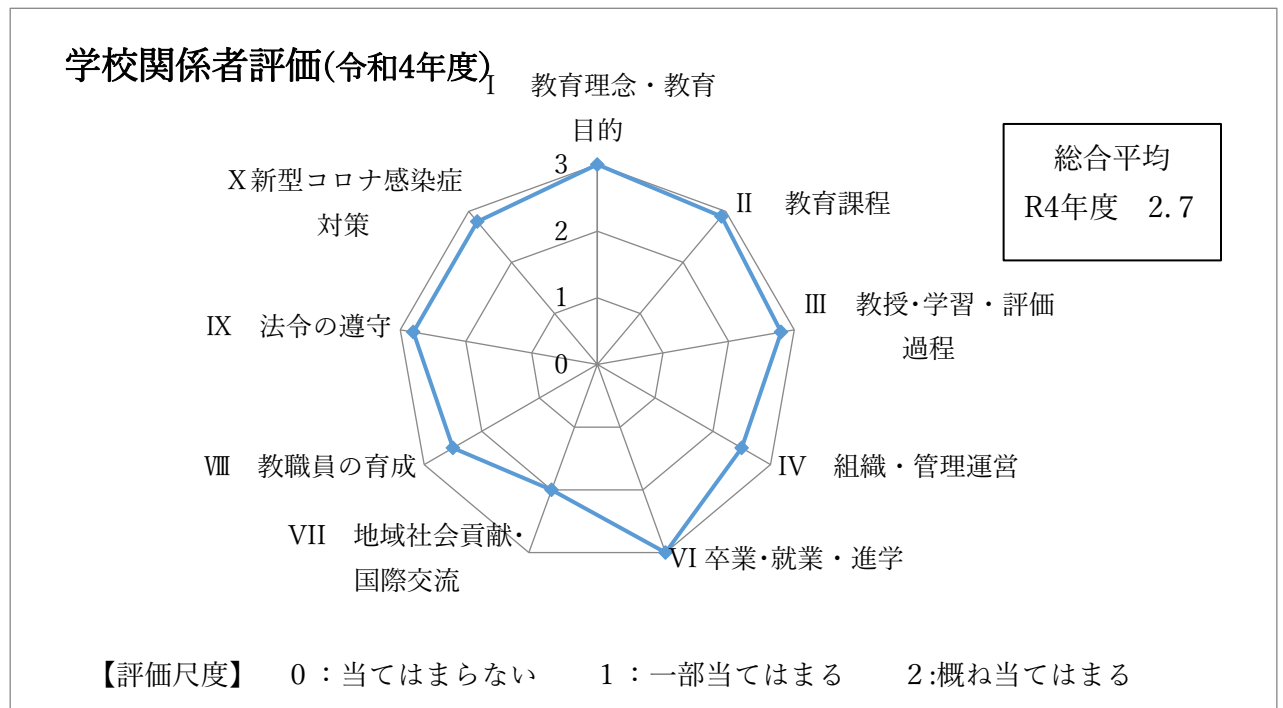 学校関係者評価(令和4年度)
Ⅰ　教育理念・教育
目的
総合平均
R4年度　2.7
Ⅱ　教育課程
Ⅲ　教授･学習・評価
過程
Ⅳ　組織・管理運営
Ⅵ 卒業･就業・進学
Ⅶ　地域社会貢献･
国際交流
Ⅷ　教職員の育成
Ⅸ　法令の遵守
Ⅹ新型コロナ感染症
対策
3
2
1
0
【評価尺度】　０：当てはまらない　　１：一部当てはまる　　２:概ね当てはまる